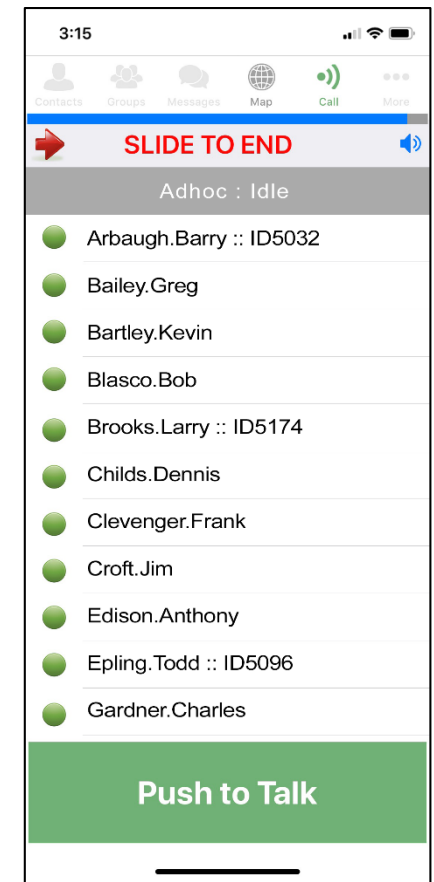 3:15
Contacts Groups Messages Map Call More
SLIDE TO END
Adhoc : Idle
Arbaugh.Barry :: ID5032
Bailey.Greg
Bartley.Kevin
Blasco.Bob
Brooks.Larry :: ID5174
Childs.Dennis
Clevenger.Frank
Croft.Jim
Edison.Anthony
Epling.Todd :: ID5096
Gardner.Charles
Push to Talk